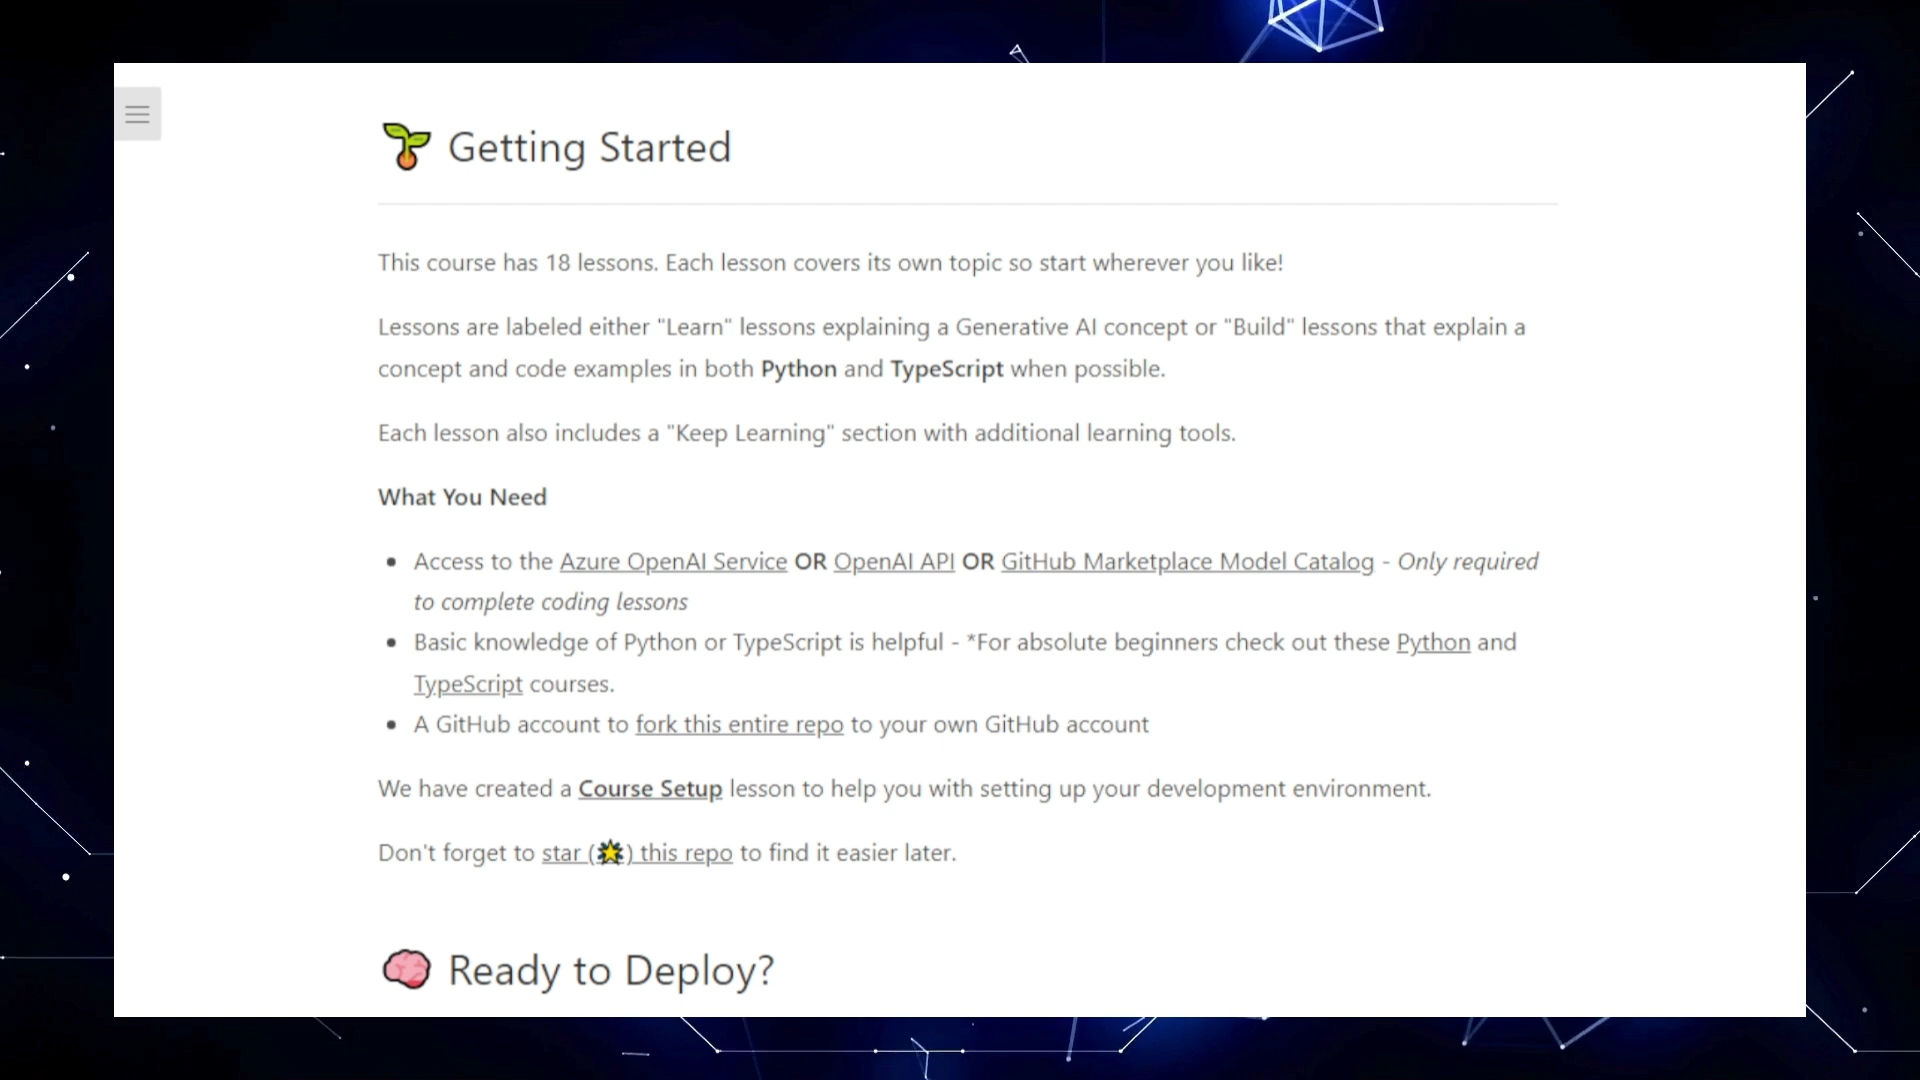 Getting Started
This course has 18 lessons. Each lesson covers its own topic so start wherever you like!
Lessons are labeled either "Learn" lessons explaining a Generative AI concept or "Build" lessons that explain a
concept and code examples in both Python and TypeScript when possible.
Each lesson also includes a "Keep Learning" section with additional learning tools.
What You Need
• Access to the Azure OpenAI Service OR OpenAI API OR GitHub Marketplace Model Catalog - Only required
to complete coding lessons
• Basic knowledge of Python or TypeScript is helpful - *For absolute beginners check out these Python and
TypeScript courses.
• A GitHub account to fork this entire repo to your own GitHub account
We have created a Course Setup lesson to help you with setting up your development environment.
Don't forget to star (🌟) this repo to find it easier later.
Ready to Deploy?